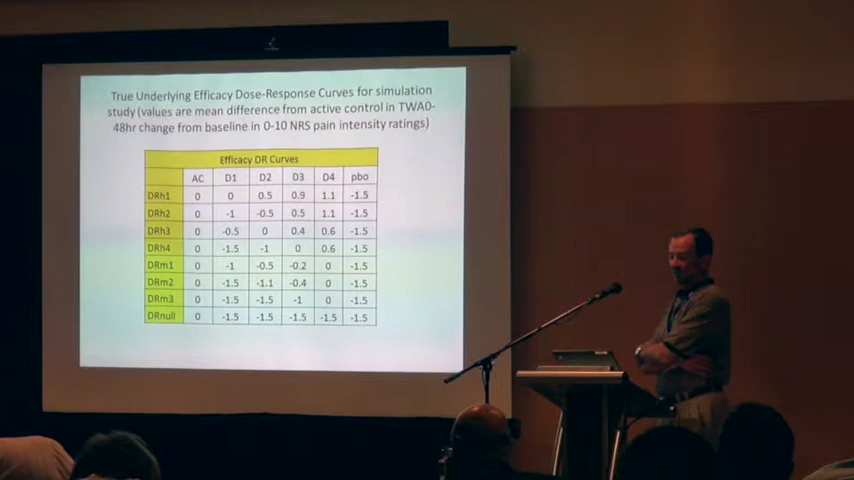 True Underlying Efficacy Dose-Response Curves for simulation
study (values are mean difference from active control in TWA0-
48hr change from baseline in 0-10 NRS pain intensity ratings)
Efficacy DR Curves
AC D1 D2 D3 D4 pbo
DRh1 0 0 0.5 0.9 1.1 -1.5
DRh2 0 -1 -0.5 0.5 1.1 -1.5
DRh3 0 -0.5 0 0.4 0.6 -1.5
DRh4 0 -1.5 -1 0 0.6 -1.5
DRm1 0 -1 -0.5 -0.2 0 -1.5
DRm2 0 -1.5 -1.1 -0.4 0 -1.5
DRm3 0 -1.5 -1.5 -1 0 -1.5
DRnull 0 -1.5 -1.5 -1.5 -1.5 -1.5